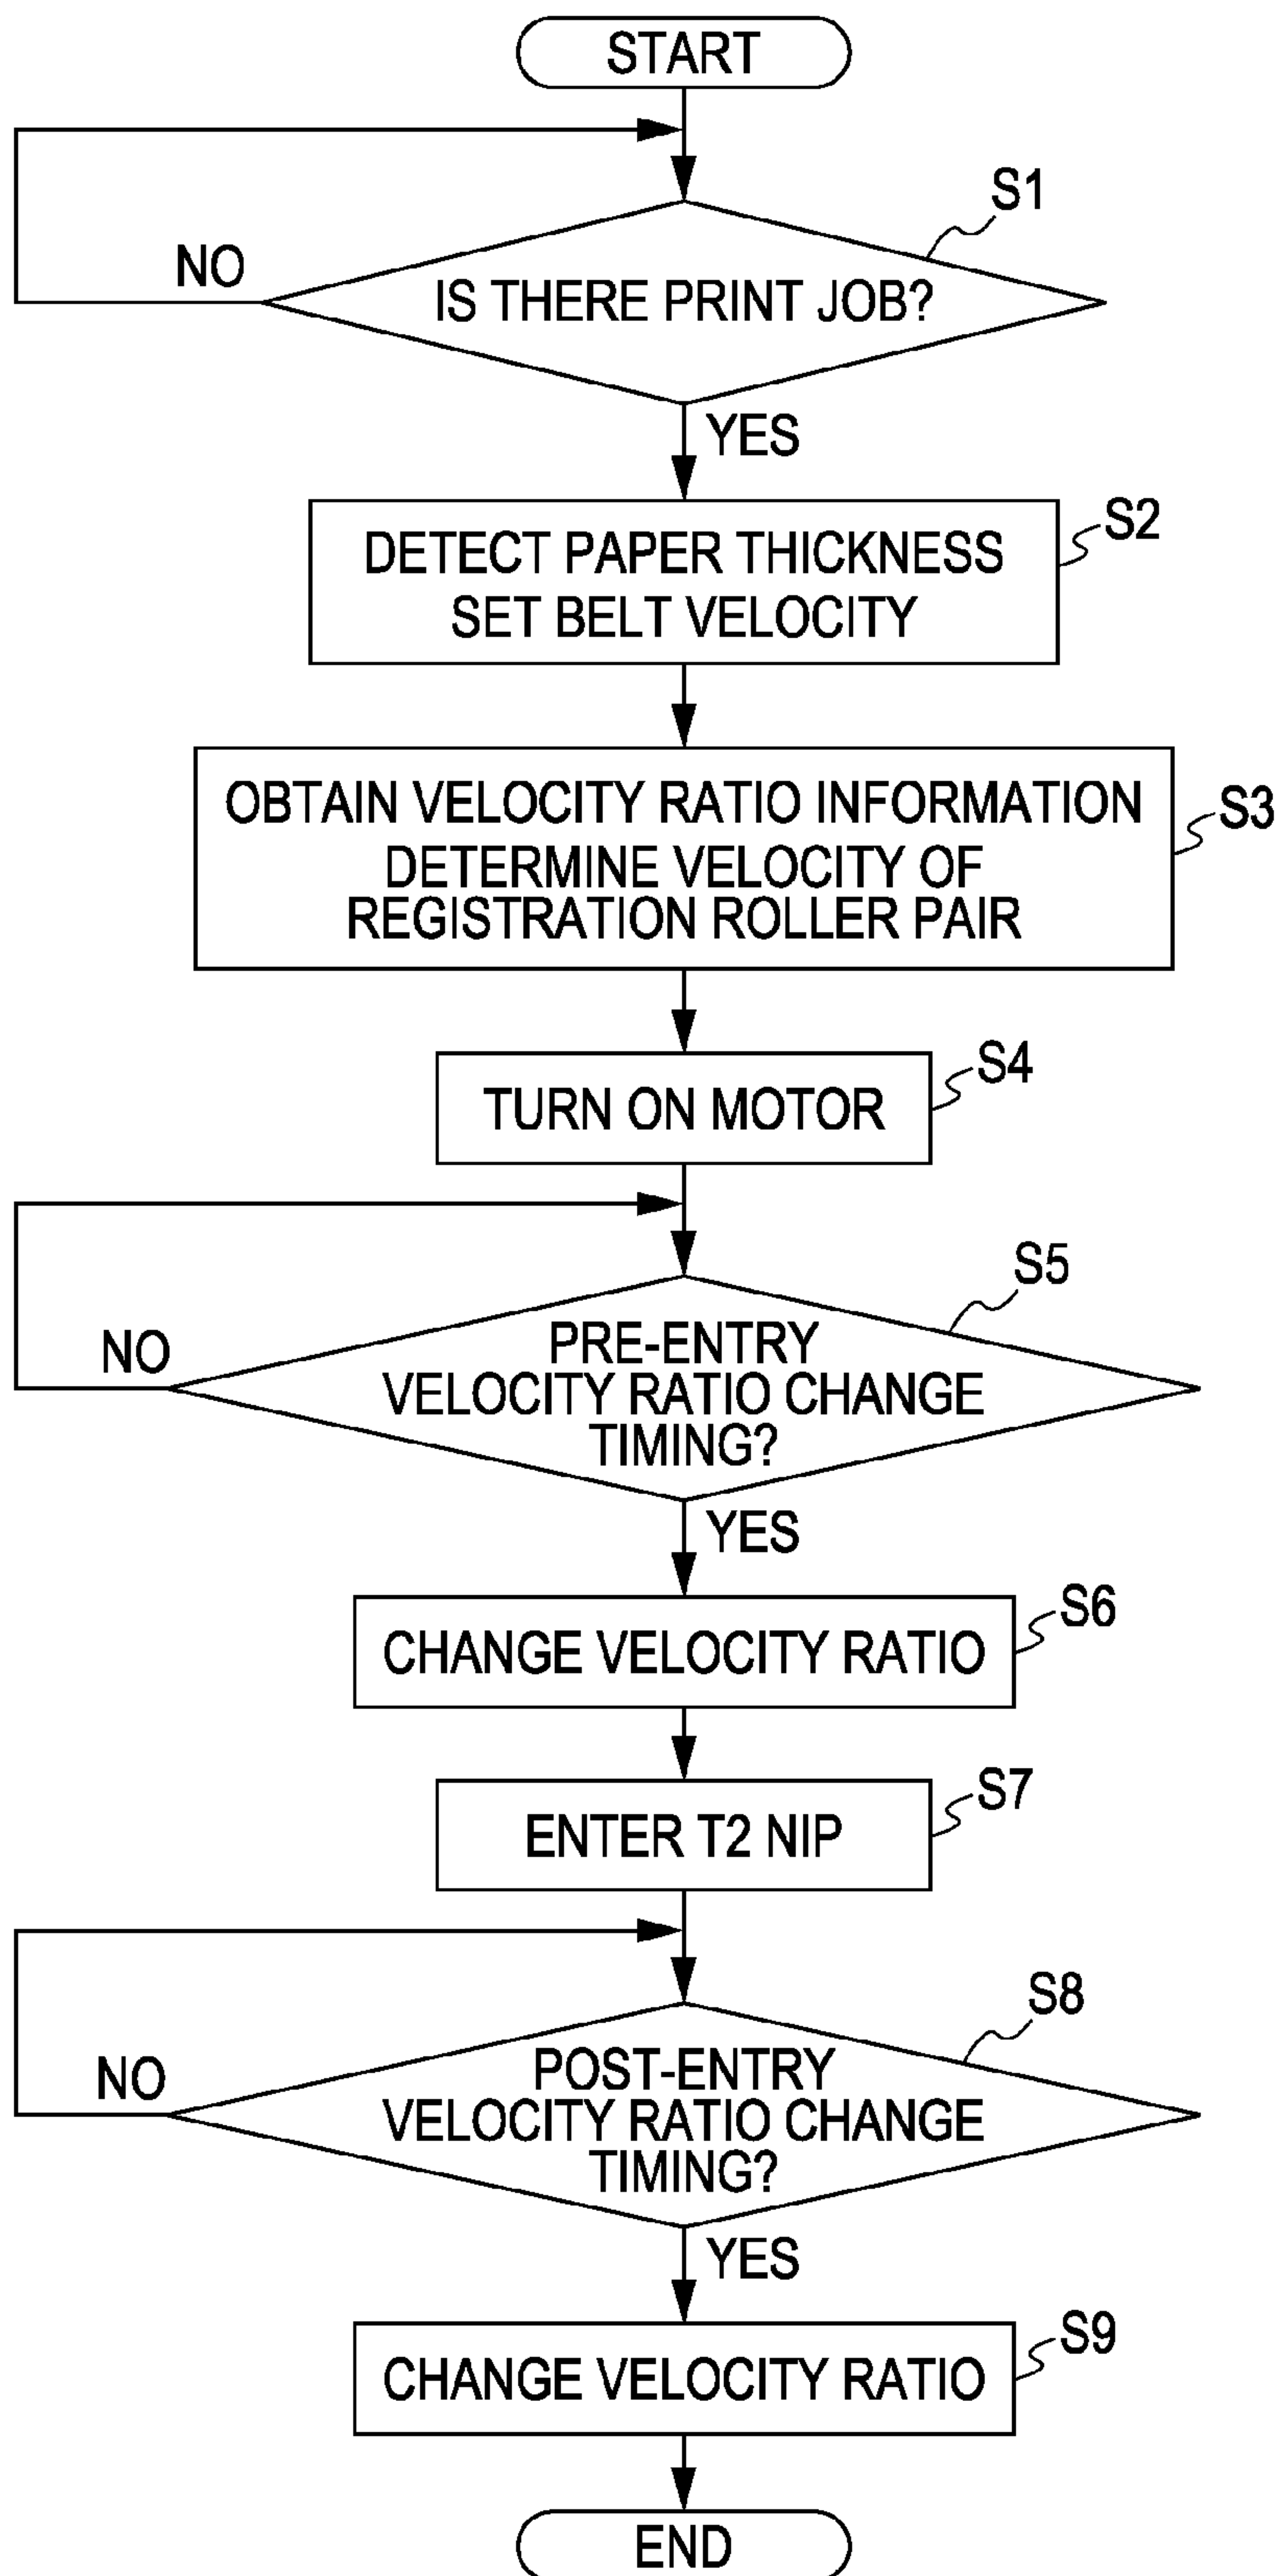 START
S1
NO
IS THERE PRINT JOB?
YES
S2
DETECT PAPER THICKNESS
SET BELT VELOCITY
S3
OBTAIN VELOCITY RATIO INFORMATION
DETERMINE VELOCITY OF
REGISTRATION ROLLER PAIR
S4
TURN ON MOTOR
S5
NO
PRE-ENTRY
VELOCITY RATIO CHANGE
TIMING?
YES
S6
CHANGE VELOCITY RATIO
S7
ENTER T2 NIP
S8
NO
POST-ENTRY
VELOCITY RATIO CHANGE
TIMING?
YES
S9
CHANGE VELOCITY RATIO
END